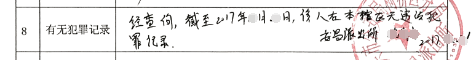 8 有无犯罪记录 经查询,截至2017年 月 日,该人在本辖区无违法犯
罪记录.
派出所 2017